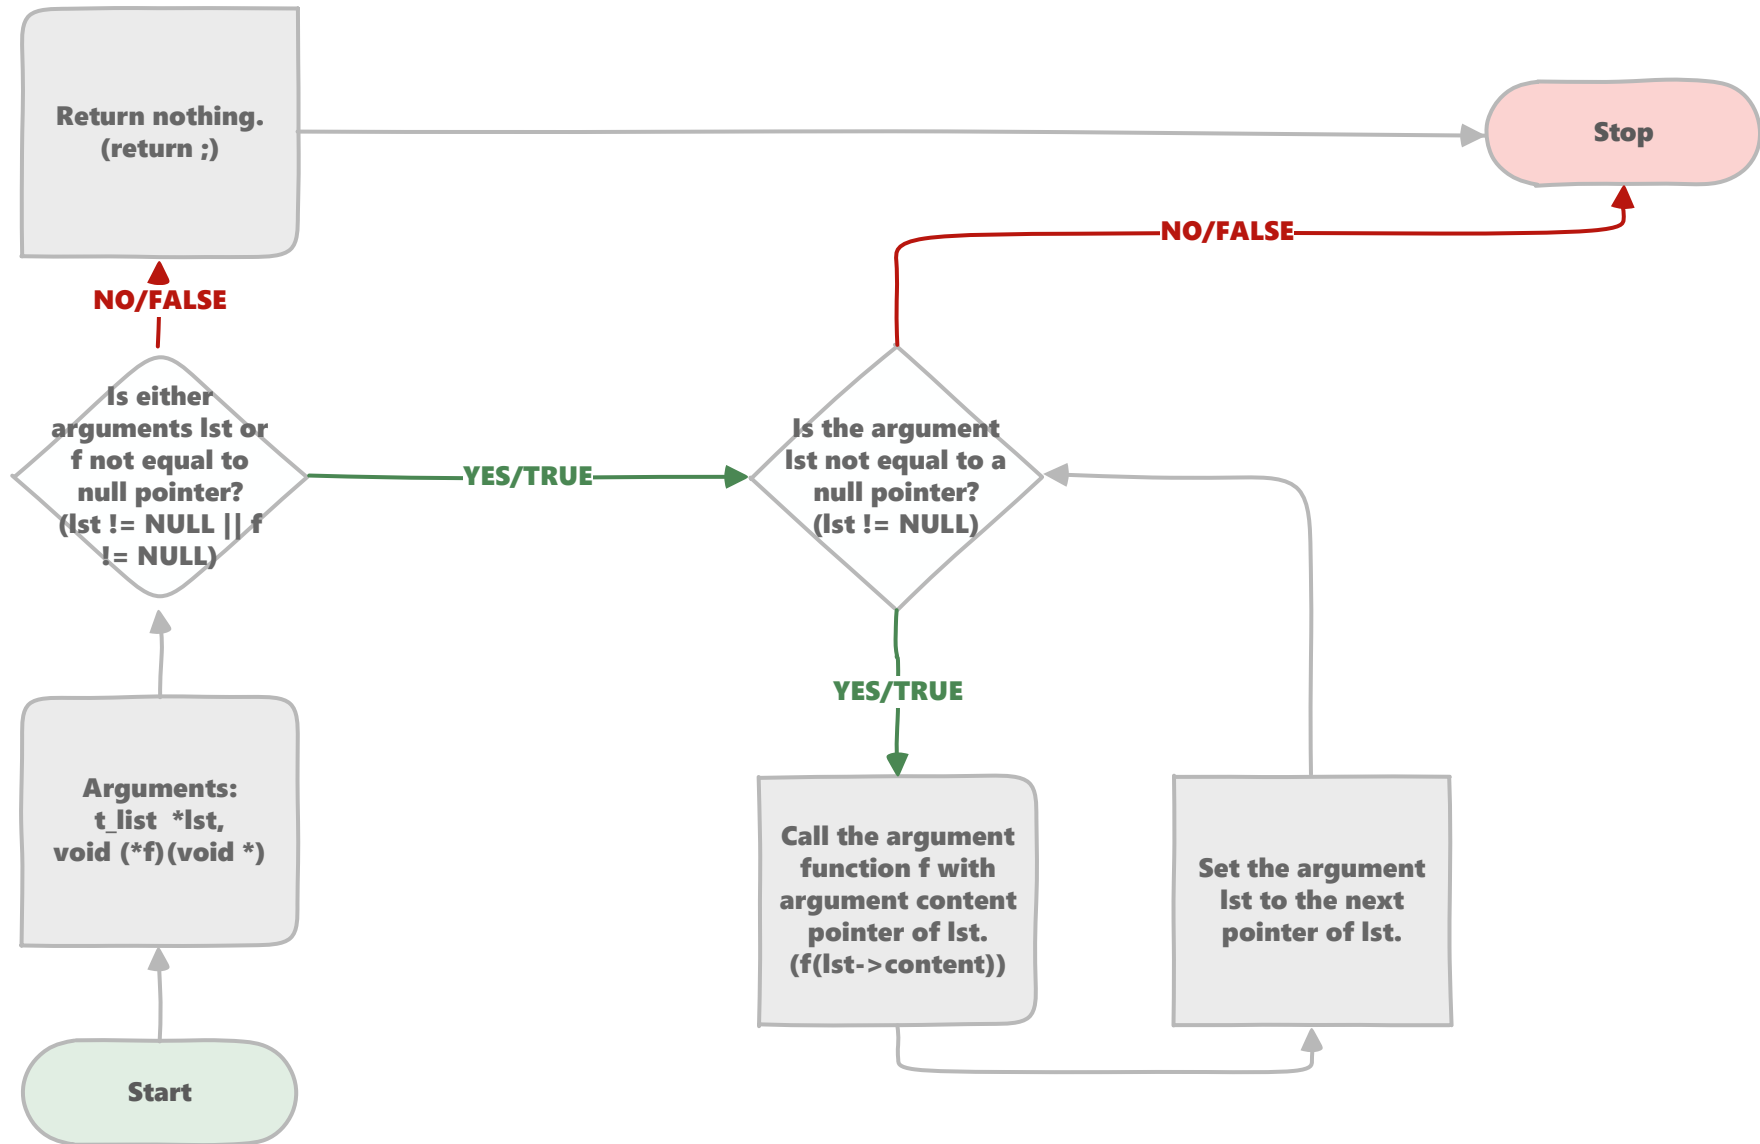 Return nothing.
(return ;)
Stop
NO/FALSE
NO/FALSE
Is either
arguments lst or
f not equal to
null pointer?
(lst != NULL || f
!= NULL)
YES/TRUE
Is the argument
lst not equal to a
null pointer?
(lst != NULL)
YES/TRUE
Arguments:
t_list  *lst,
void (*f)(void *)
Call the argument
function f with
argument content
pointer of lst.
(f(lst->content))
Set the argument
lst to the next
pointer of lst.
Start